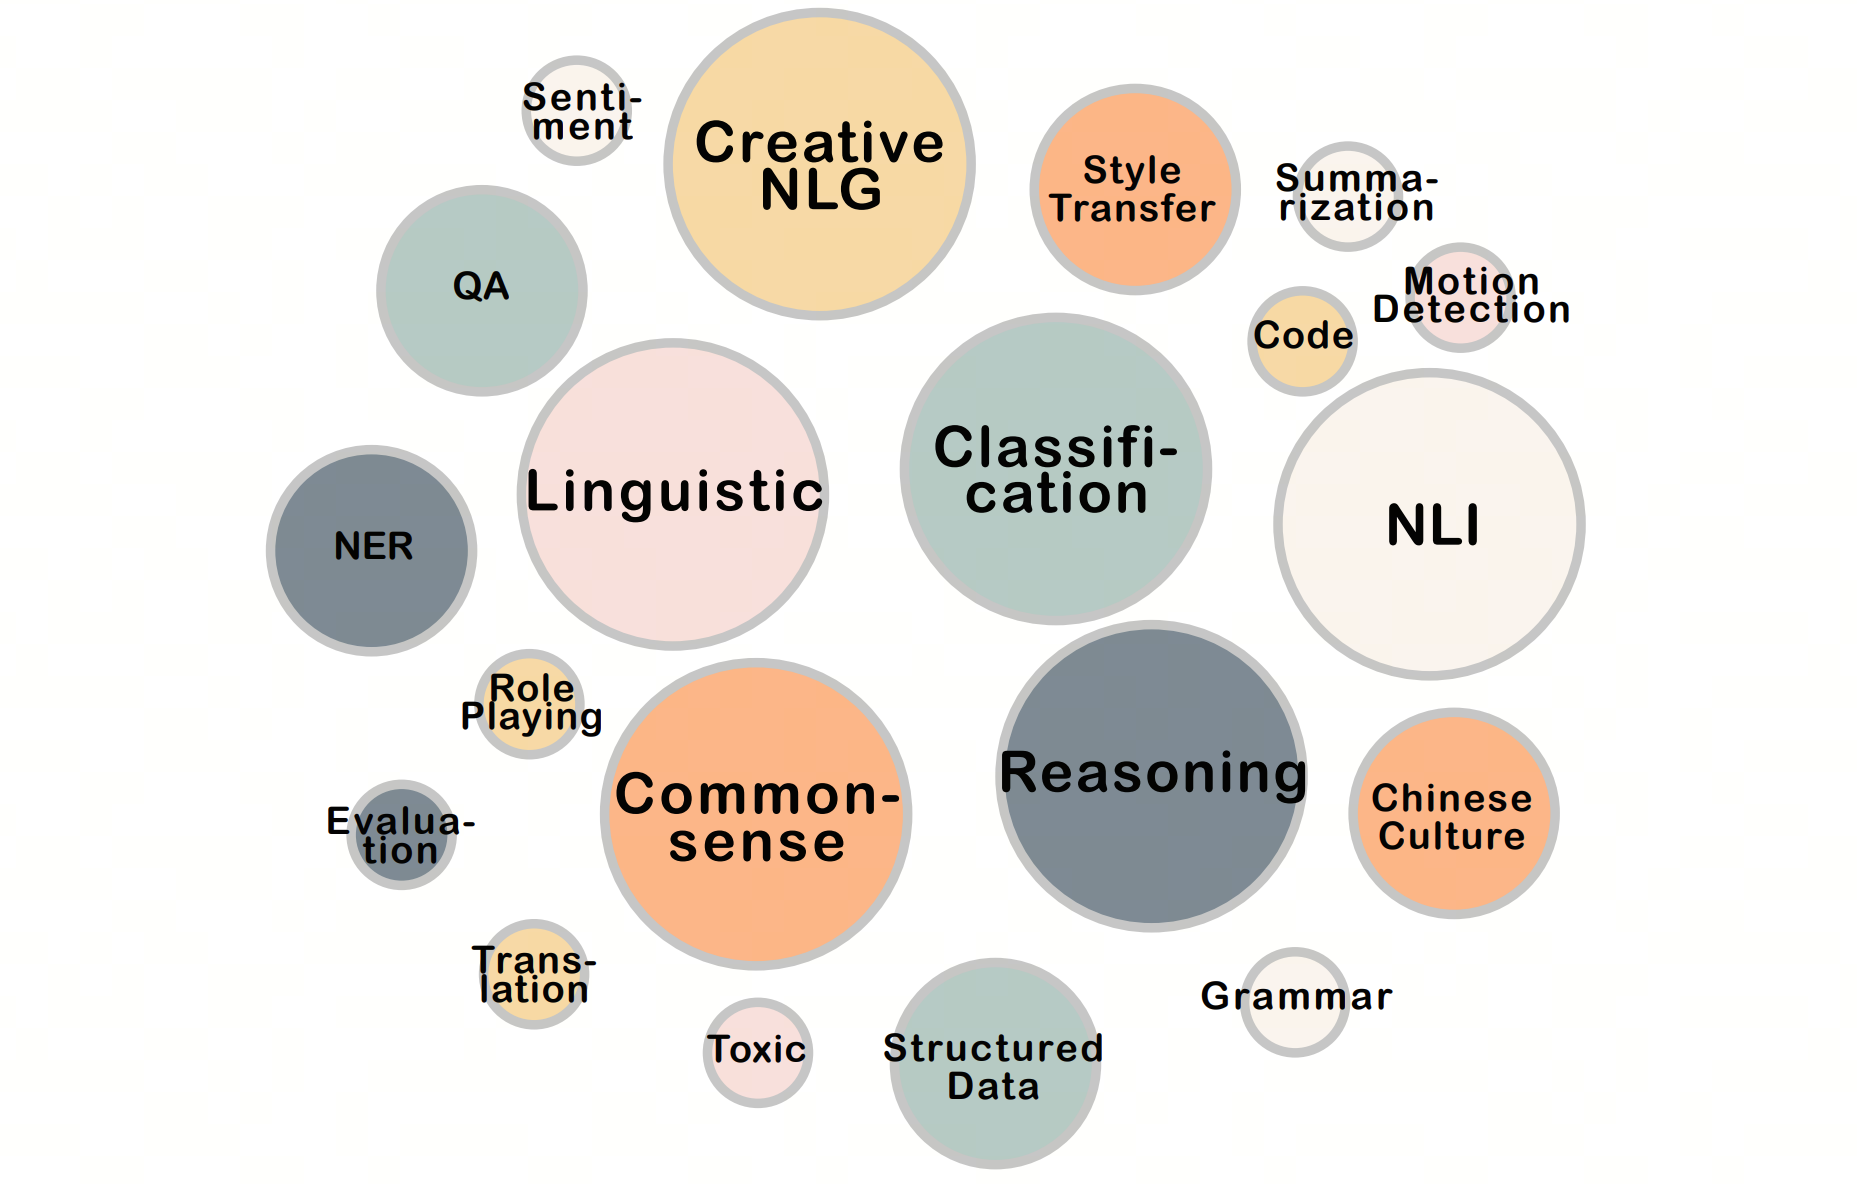 Senti-
ment
Creative
NLG
Style
Transfer
Summa-
rization
QA
Motion
Detection
Code
Linguistic
Classifi-
cation
NLI
NER
Role
Playing
Common-
sense
Reasoning
Chinese
Culture
Evalua-
tion
Trans-
lation
Toxic
Structured
Data
Grammar